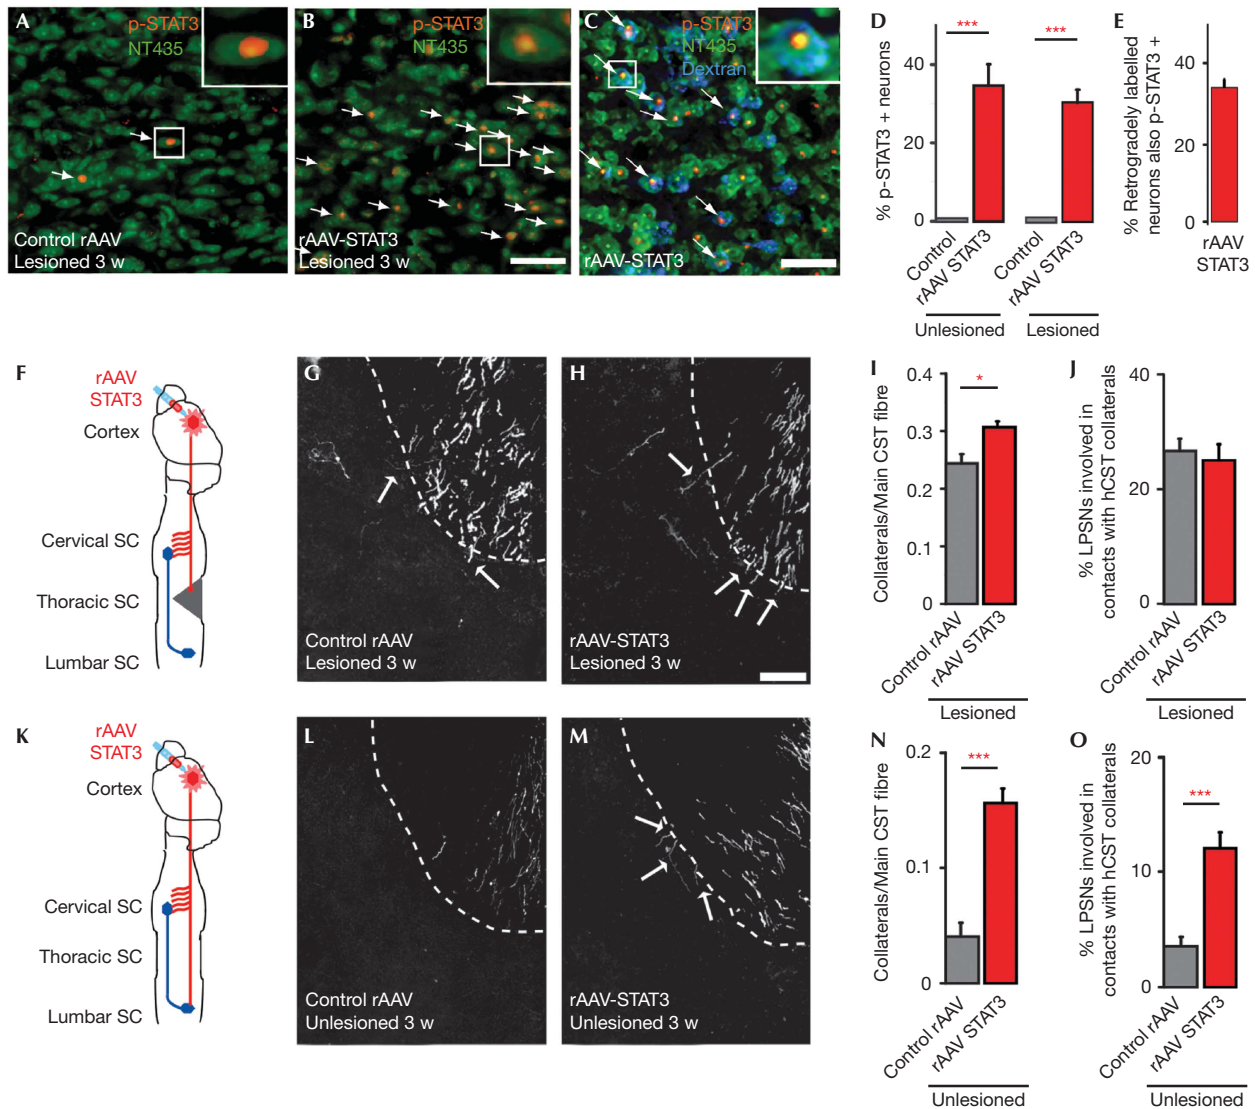 A
p-STAT3
NT435
Control rAAV
Lesioned 3 w
B
p-STAT3
NT435
rAAV-STAT3
Lesioned 3 w
C
p-STAT3
NT435
Dextran
rAAV-STAT3
D
% p-STAT3 + neurons
40
20
0
***
***
Control
rAAV STAT3
Control
rAAV STAT3
Unlesioned
Lesioned
E
% Retrogradely labelled
neurons also p-STAT3 +
40
20
0
rAAV
STAT3
F
rAAV
STAT3
Cortex
Cervical SC
Thoracic SC
Lumbar SC
G
Control rAAV
Lesioned 3 w
H
rAAV-STAT3
Lesioned 3 w
I
Collaterals/Main CST fibre
0.4
0.3
0.2
0.1
0
*
Control rAAV
rAAV STAT3
Lesioned
J
% LPSNs involved in
contacts with hCST collaterals
40
20
0
Control rAAV
rAAV STAT3
Lesioned
K
rAAV
STAT3
Cortex
Cervical SC
Thoracic SC
Lumbar SC
L
Control rAAV
Unlesioned 3 w
M
rAAV-STAT3
Unlesioned 3 w
N
Collaterals/Main CST fibre
0.2
0.1
0
***
Control rAAV
rAAV STAT3
Unlesioned
O
% LPSNs involved in
contacts with hCST collaterals
20
10
0
***
Control rAAV
rAAV STAT3
Unlesioned